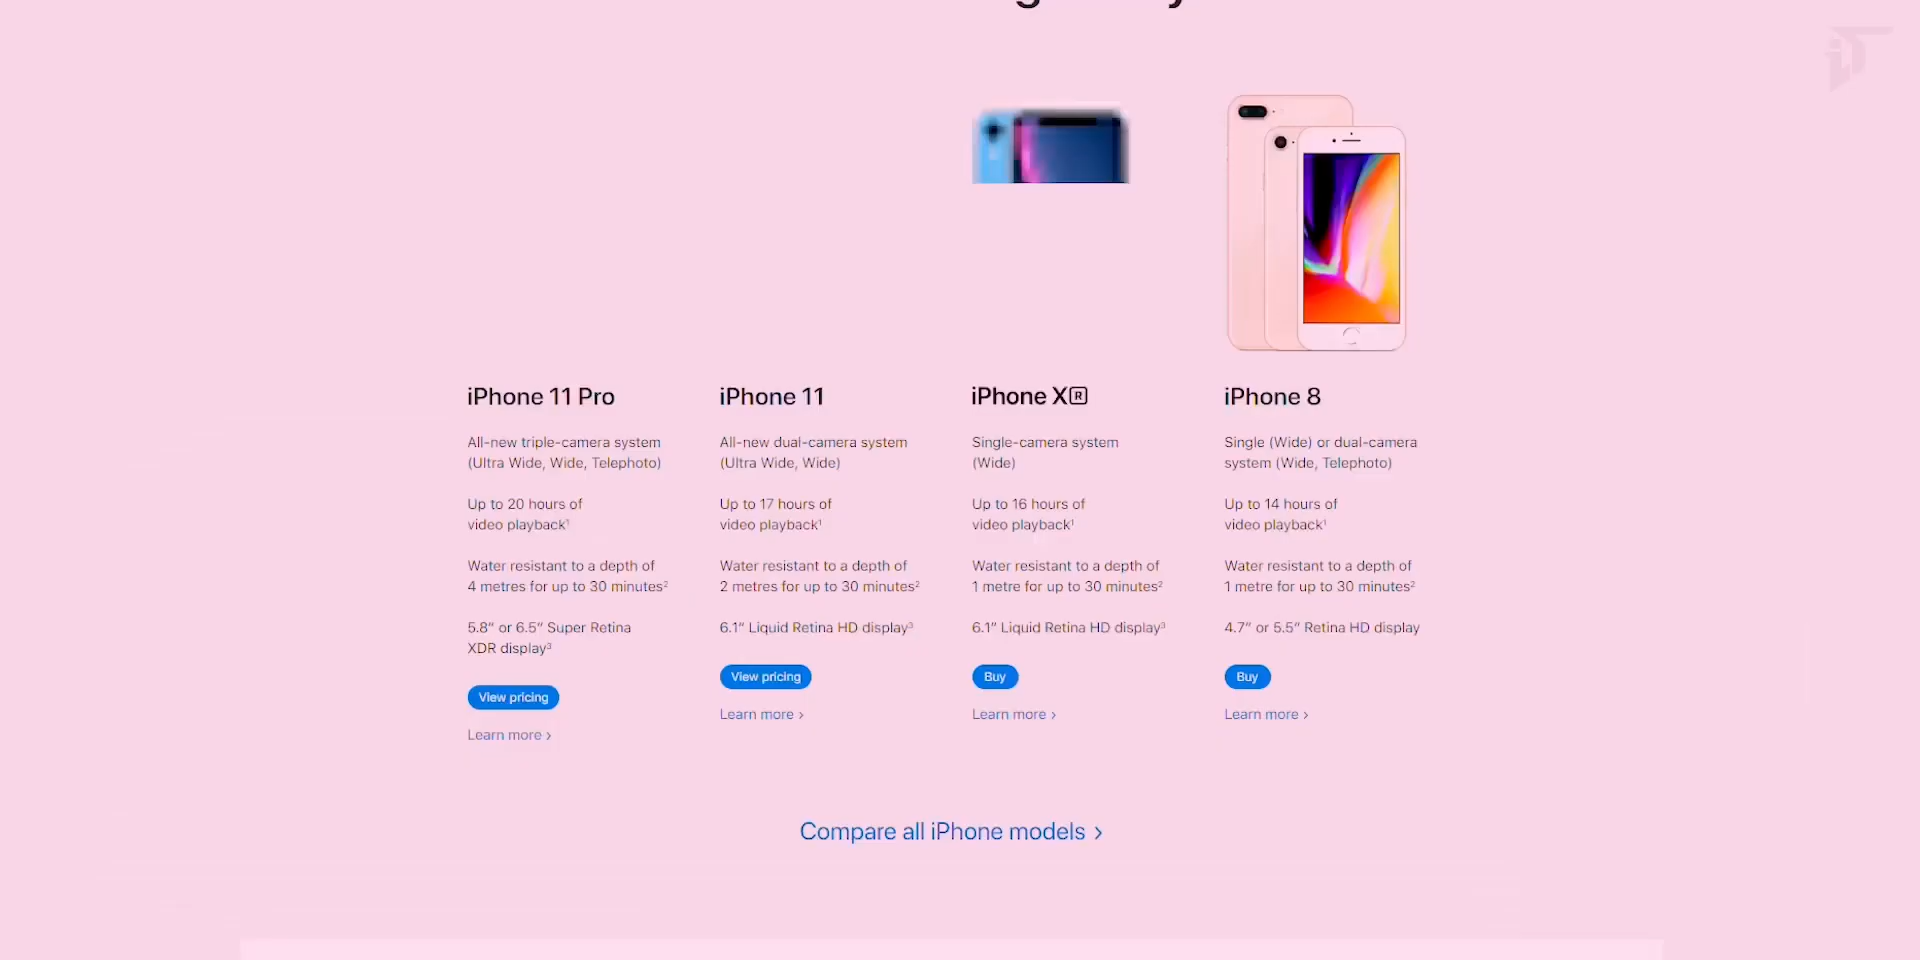 iPhone 11 Pro
All-new triple-camera system
(Ultra Wide, Wide, Telephoto)
Up to 20 hours of
video playback¹
Water resistant to a depth of
4 metres for up to 30 minutes²
5.8″ or 6.5″ Super Retina
XDR display³
View pricing
Learn more ›
iPhone 11
All-new dual-camera system
(Ultra Wide, Wide)
Up to 17 hours of
video playback¹
Water resistant to a depth of
2 metres for up to 30 minutes²
6.1″ Liquid Retina HD display³
View pricing
Learn more ›
iPhone XR
Single-camera system
(Wide)
Up to 16 hours of
video playback¹
Water resistant to a depth of
1 metre for up to 30 minutes²
6.1″ Liquid Retina HD display³
Buy
Learn more ›
iPhone 8
Single (Wide) or dual-camera
system (Wide, Telephoto)
Up to 14 hours of
video playback¹
Water resistant to a depth of
1 metre for up to 30 minutes²
4.7″ or 5.5″ Retina HD display
Buy
Learn more ›
Compare all iPhone models ›